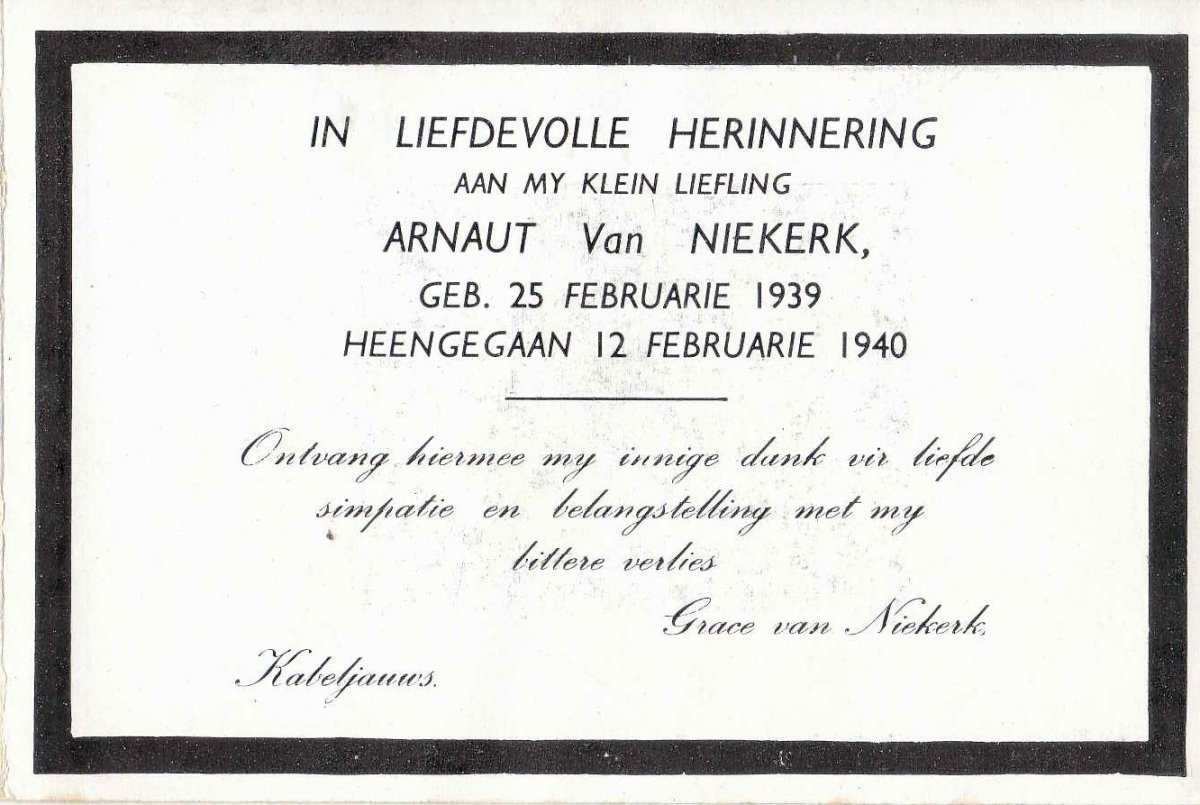 IN LIEFDEVOLLE HERINNERING
AAN MY KLEIN LIEFLING
ARNAUT Van NIEKERK,
GEB. 25 FEBRUARIE 1939
HEENGEGAAN 12 FEBRUARIE 1940
Ontvang hiermee my innige dank vir liefde
simpatie en belangstelling met my
bittere verlies
Grace van Niekerk.
Kabeljauws.